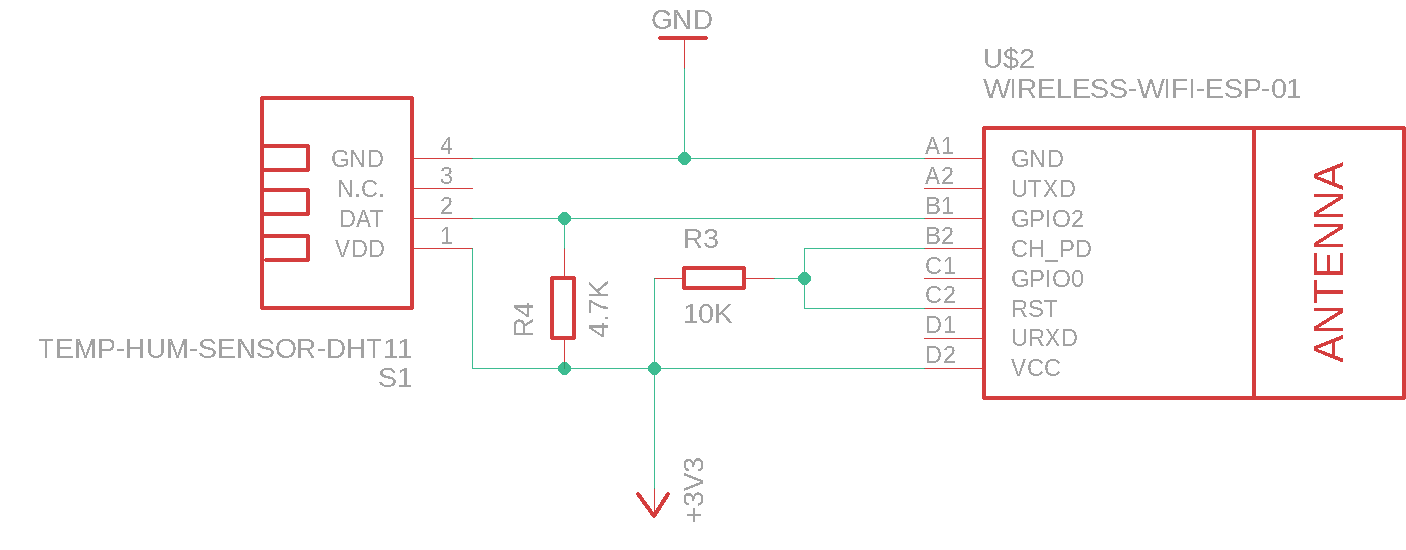 GND
U$2
WIRELESS-WIFI-ESP-01
GND 4
N.C. 3
DAT 2
VDD 1
TEMP-HUM-SENSOR-DHT11
S1
R4
4.7K
R3
10K
+3V3
A1 GND
A2 UTXD
B1 GPIO2
B2 CH_PD
C1 GPIO0
C2 RST
D1 URXD
D2 VCC
ANTENNA